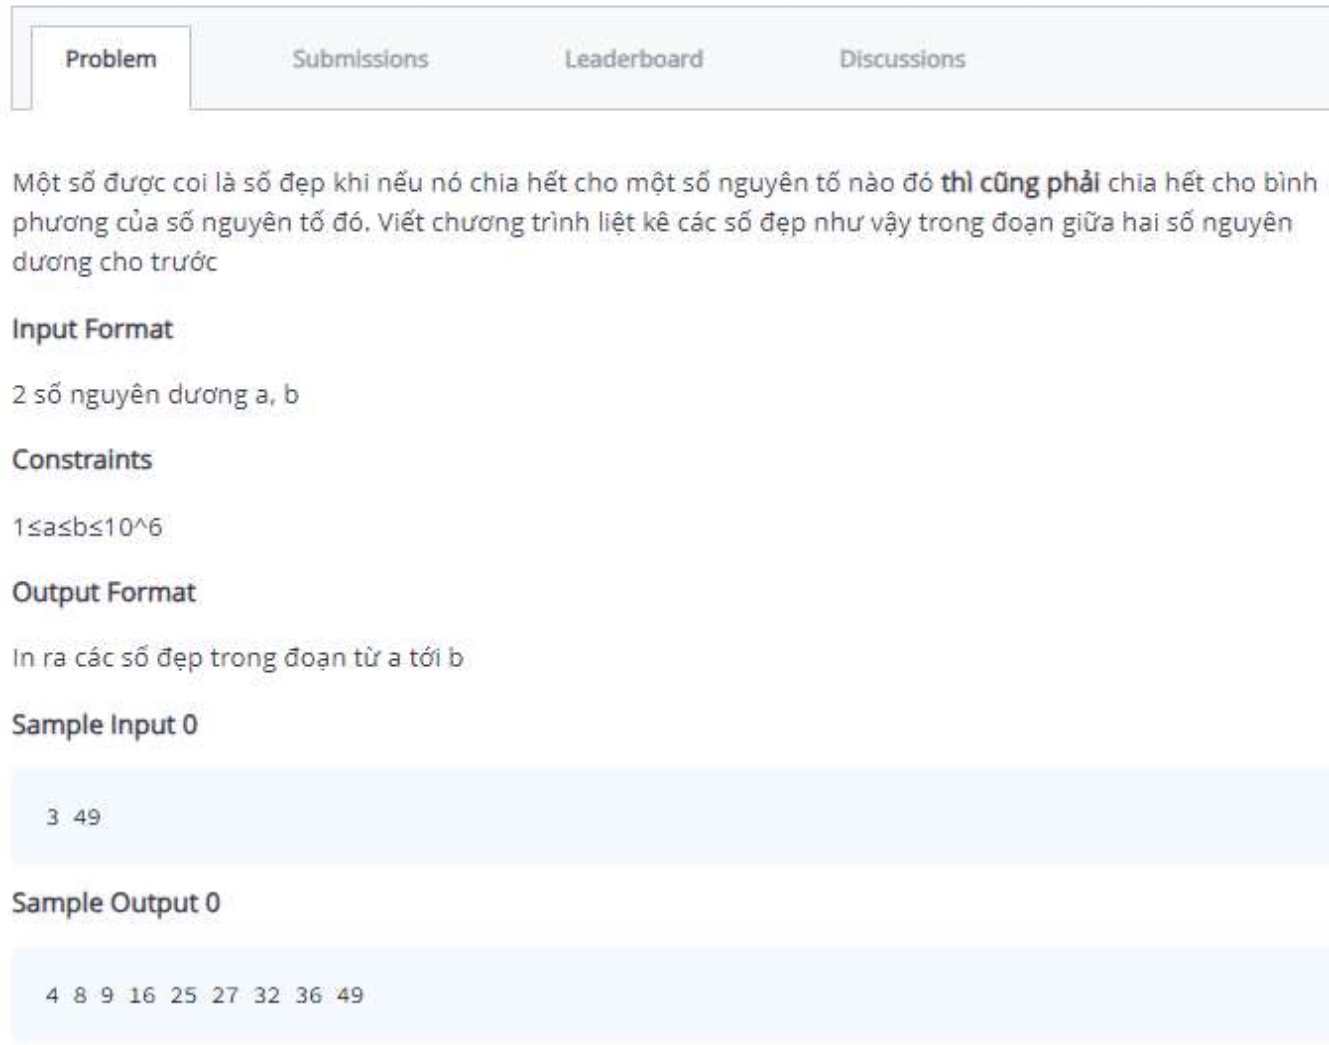 Problem Submissions Leaderboard Discussions
Một số được coi là số đẹp khi nếu nó chia hết cho một số nguyên tố nào đó thì cũng phải chia hết cho bình
phương của số nguyên tố đó. Viết chương trình liệt kê các số đẹp như vậy trong đoạn giữa hai số nguyên
dương cho trước
Input Format
2 số nguyên dương a, b
Constraints
1≤a≤b≤10^6
Output Format
In ra các số đẹp trong đoạn từ a tới b
Sample Input 0
3 49
Sample Output 0
4 8 9 16 25 27 32 36 49